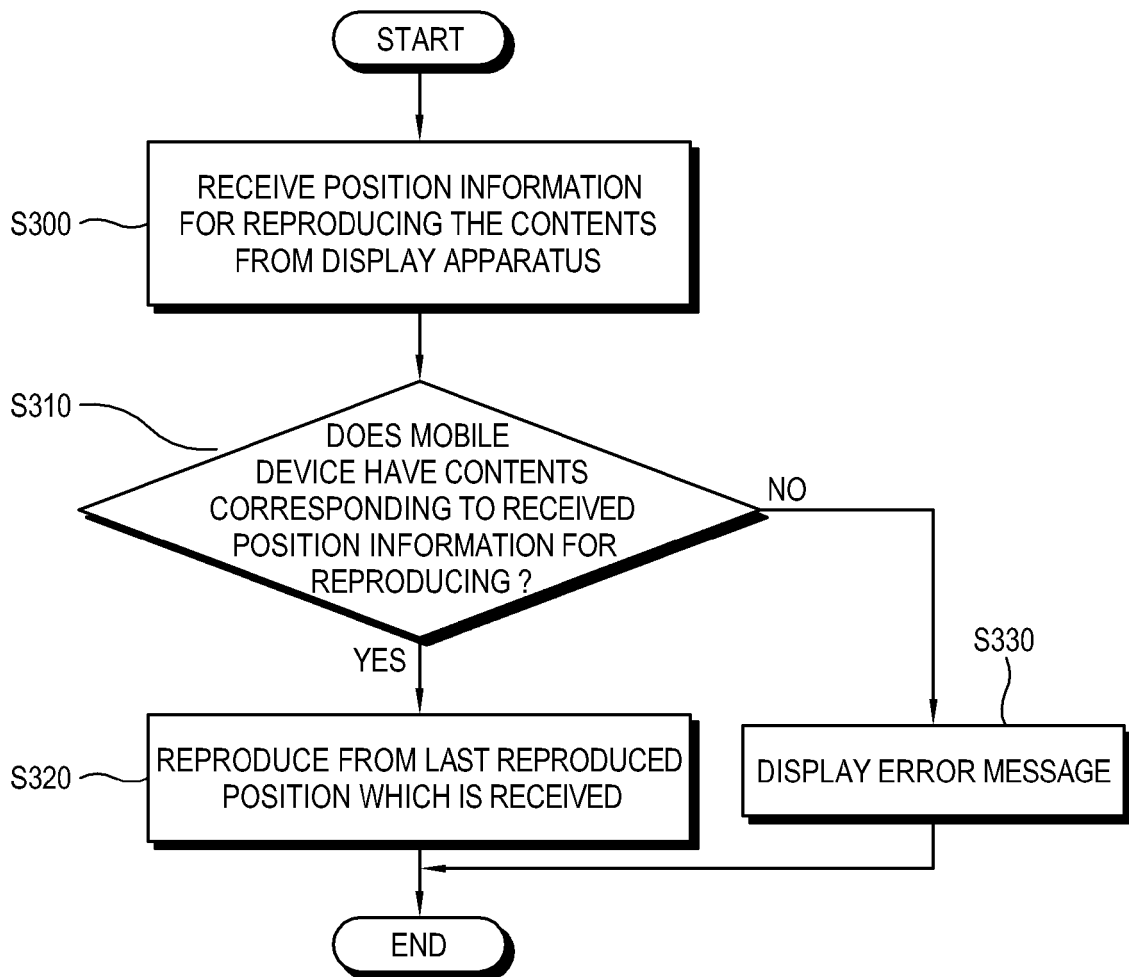 START
RECEIVE POSITION INFORMATION
FOR REPRODUCING THE CONTENTS
FROM DISPLAY APPARATUS
S300
S310
DOES MOBILE
DEVICE HAVE CONTENTS
CORRESPONDING TO RECEIVED
POSITION INFORMATION FOR
REPRODUCING ?
NO
YES
S330
S320
REPRODUCE FROM LAST REPRODUCED
POSITION WHICH IS RECEIVED
DISPLAY ERROR MESSAGE
END